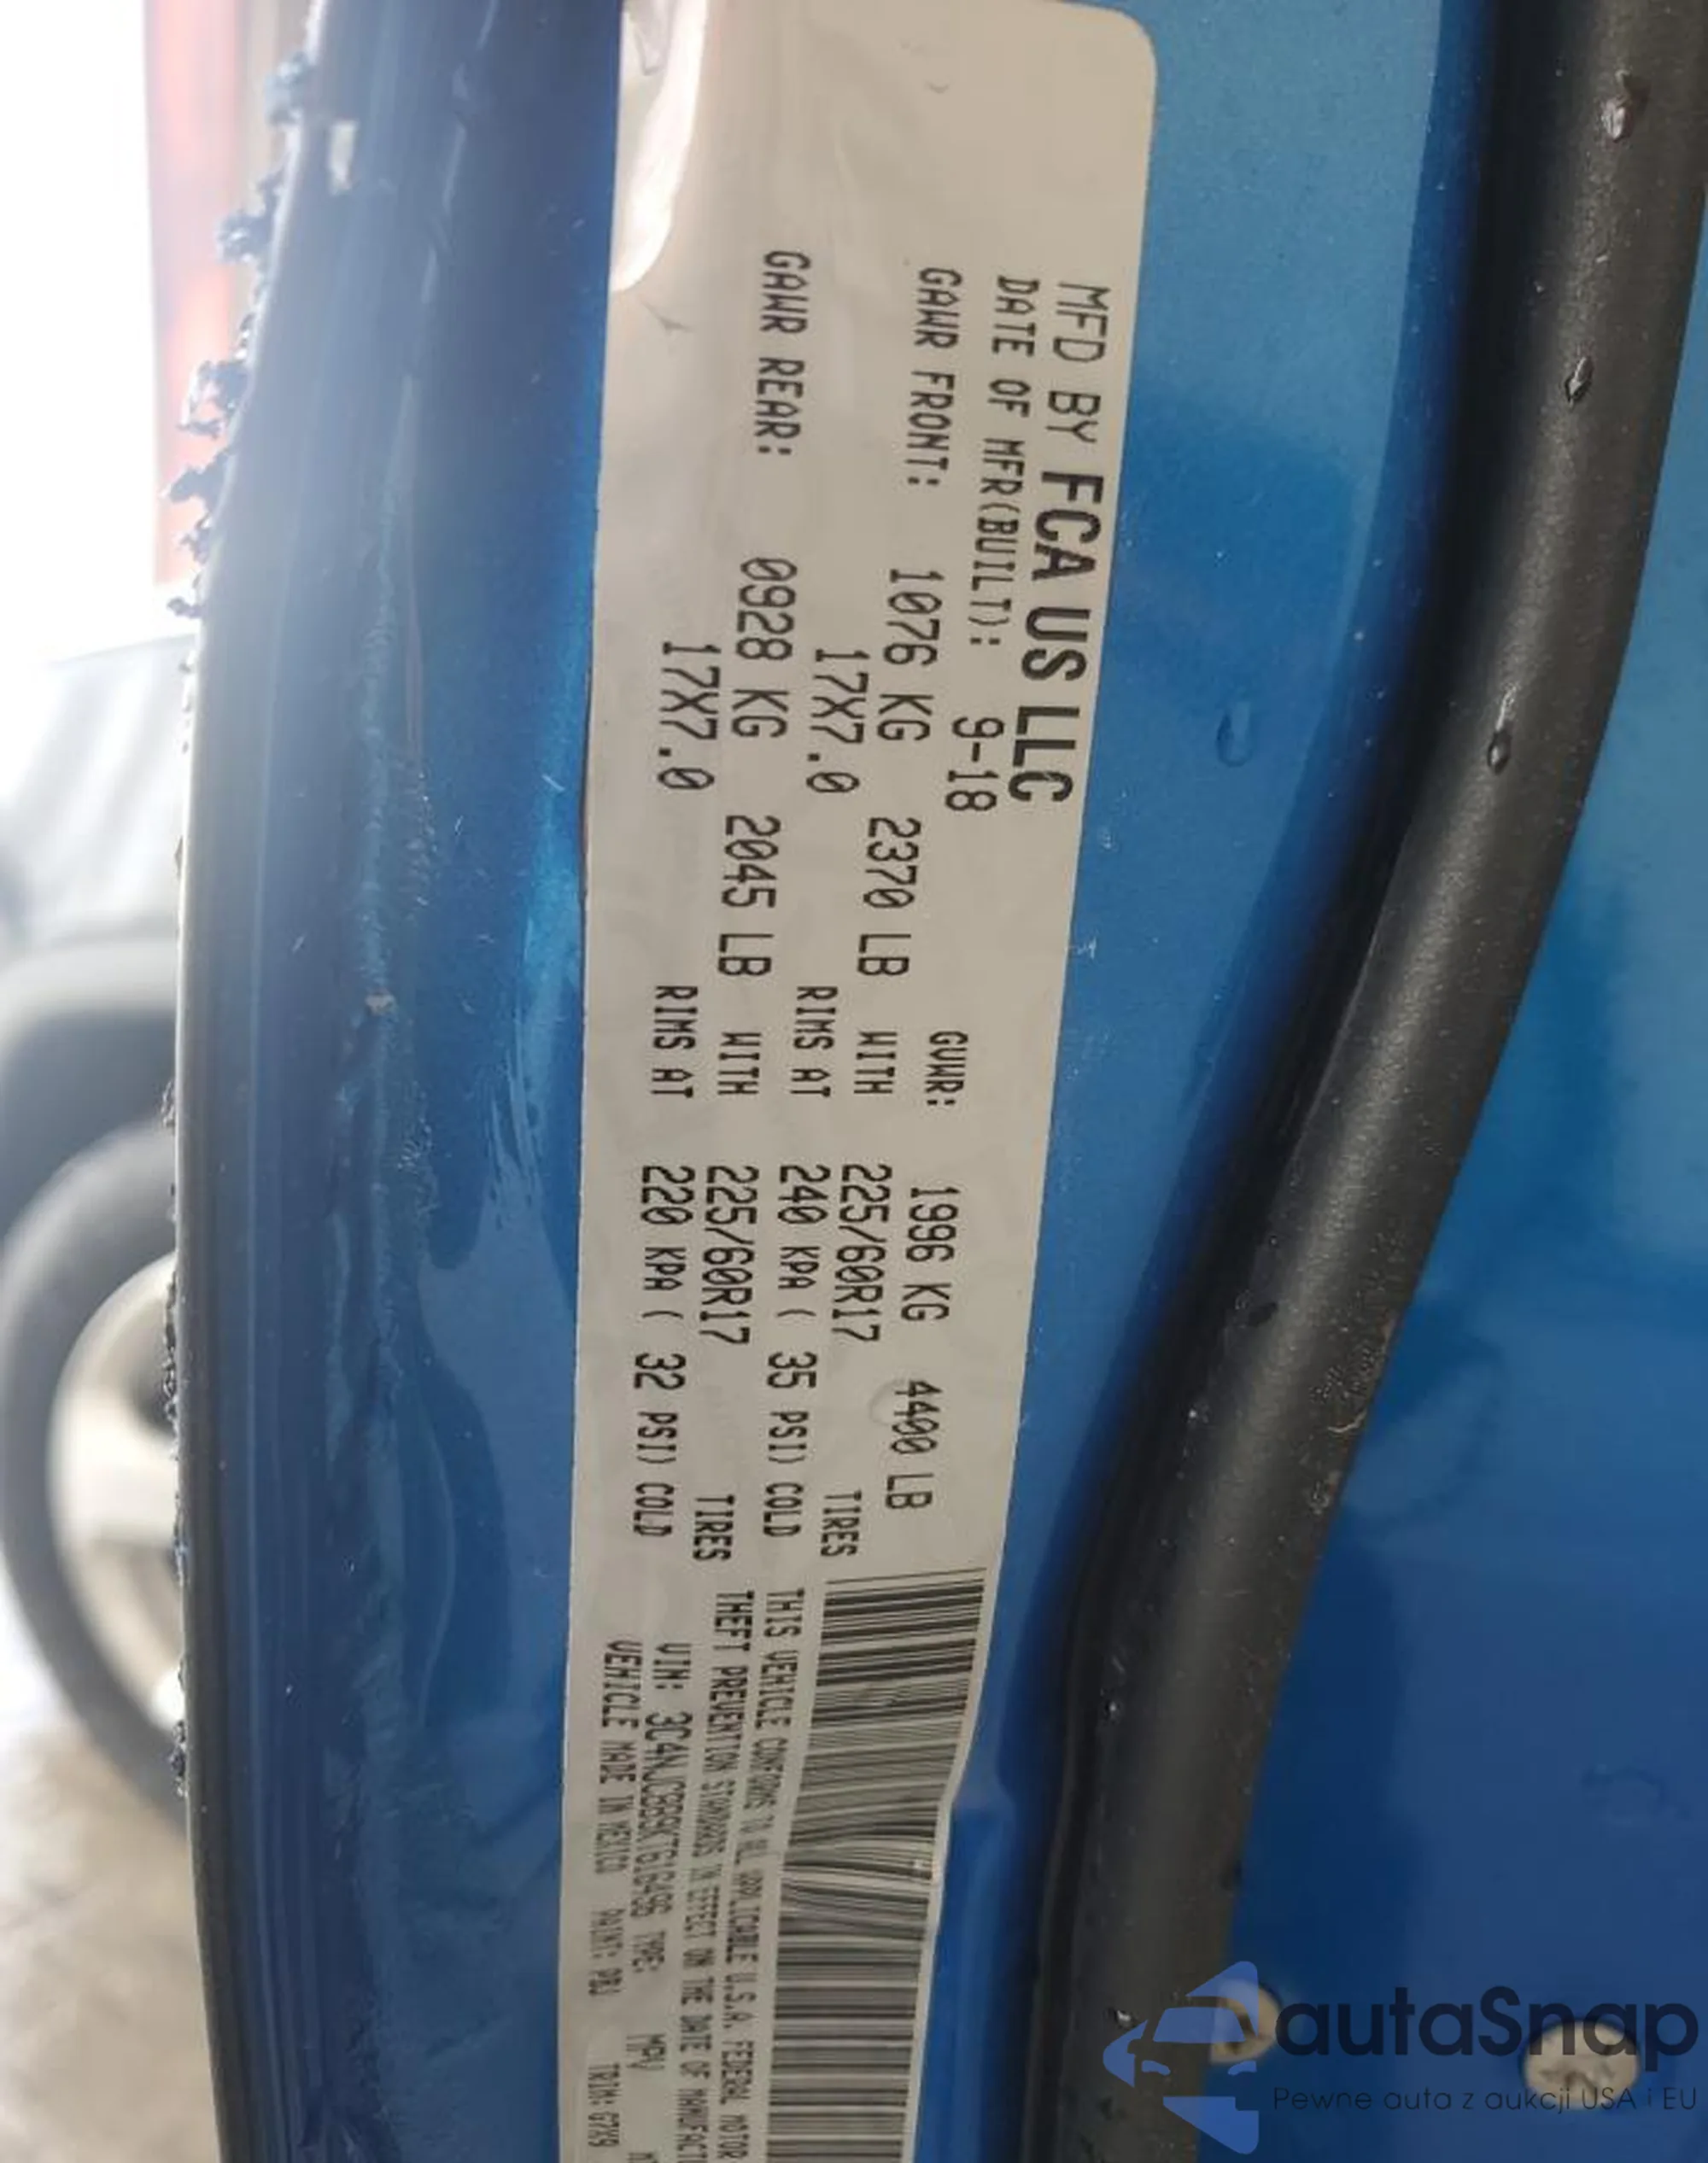 MFD BY FCA US LLC
DATE OF MFR(BUILT): 9-18 GVWR: 1996 KG 4400 LB
GAWR FRONT: 1076 KG 2370 LB WITH 225/60R17 TIRES
17X7.0 RIMS AT 240 KPA ( 35 PSI) COLD
GAWR REAR: 0928 KG 2045 LB WITH 225/60R17 TIRES
17X7.0 RIMS AT 220 KPA ( 32 PSI) COLD
THIS VEHICLE CONFORMS TO ALL APPLICABLE U.S.A. FEDERAL MOTOR
THEFT PREVENTION STANDARDS IN EFFECT ON THE DATE OF MANUFACT
VIN: TYPE: MPV
VEHICLE MADE IN MEXICO PAINT: PBJ TRIM:
autaSnap
Pewne auta z aukcji USA i EU